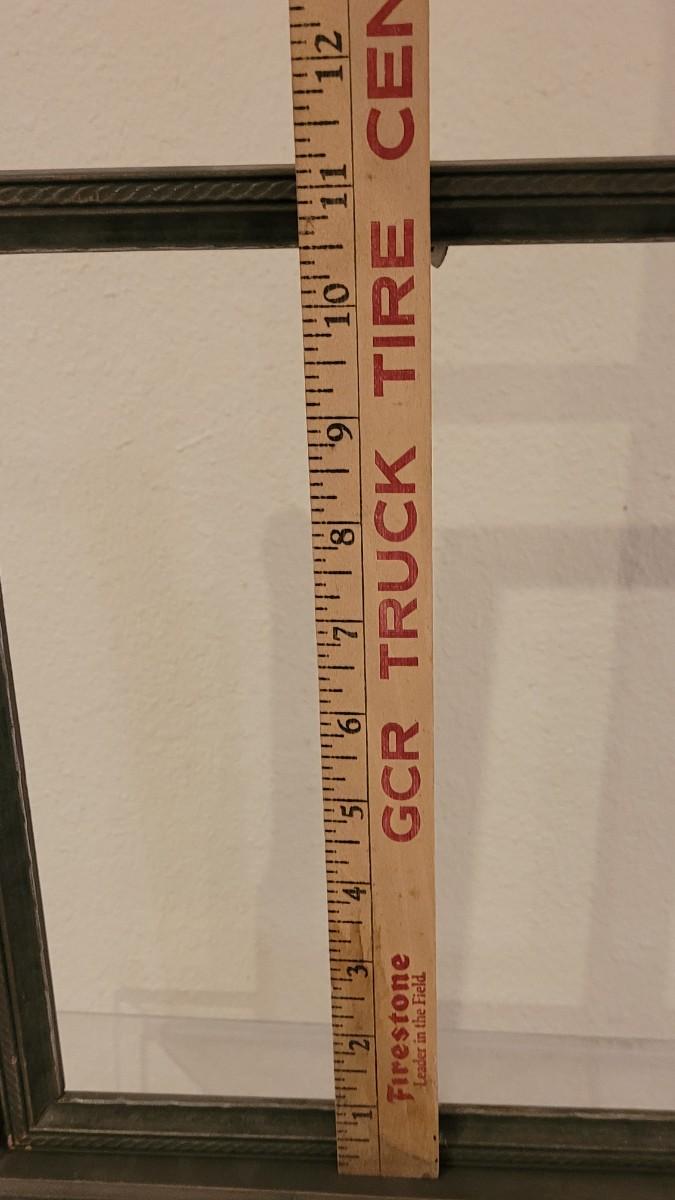 Firestone
Leader in the Field.
GCR TRUCK TIRE CEN
1 2 3 4 5 6 7 8 9 10 11 12